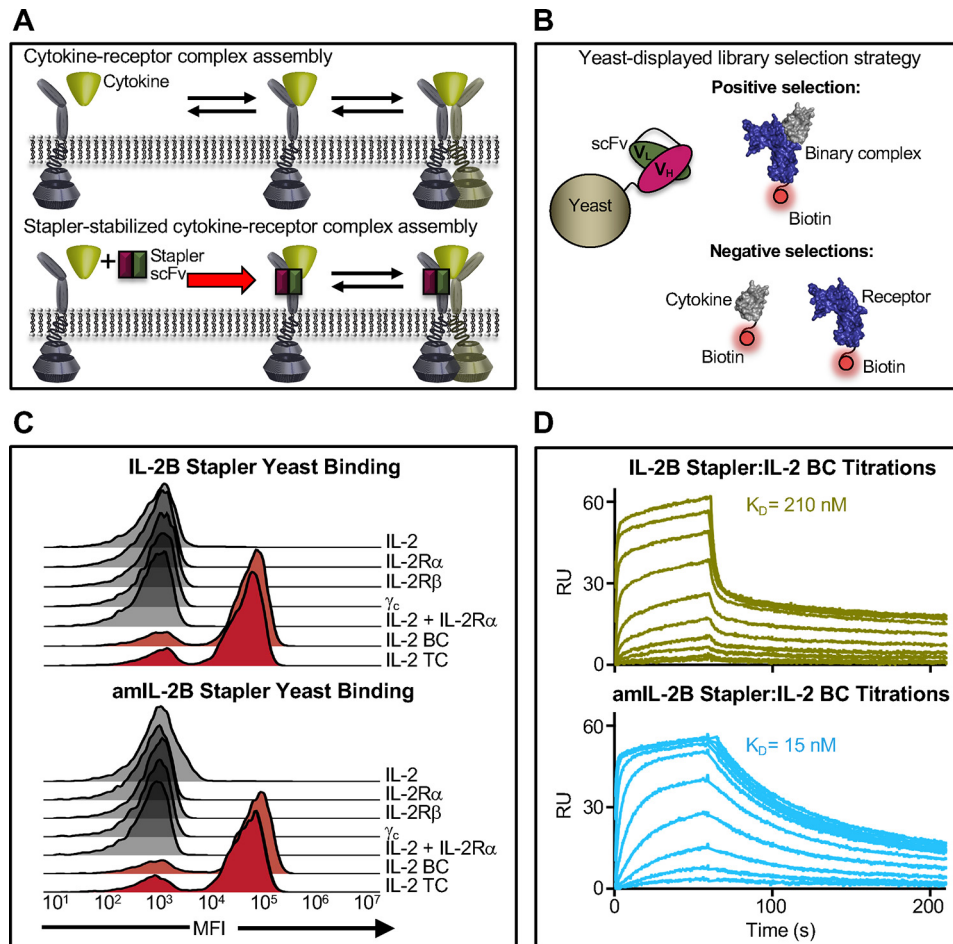 A
Cytokine-receptor complex assembly
Cytokine
Stapler-stabilized cytokine-receptor complex assembly
+
Stapler
scFv
B
Yeast-displayed library selection strategy
Positive selection:
scFv
VL
VH
Yeast
Binary complex
Biotin
Negative selections:
Cytokine
Receptor
Biotin
Biotin
C
IL-2B Stapler Yeast Binding
IL-2
IL-2Rα
IL-2Rβ
γc
IL-2 + IL-2Rα
IL-2 BC
IL-2 TC
amIL-2B Stapler Yeast Binding
IL-2
IL-2Rα
IL-2Rβ
γc
IL-2 + IL-2Rα
IL-2 BC
IL-2 TC
10¹ 10² 10³ 10⁴ 10⁵ 10⁶ 10⁷
MFI
D
IL-2B Stapler:IL-2 BC Titrations
KD= 210 nM
60
30
0
RU
amIL-2B Stapler:IL-2 BC Titrations
KD= 15 nM
60
30
0
RU
0 100 200
Time (s)